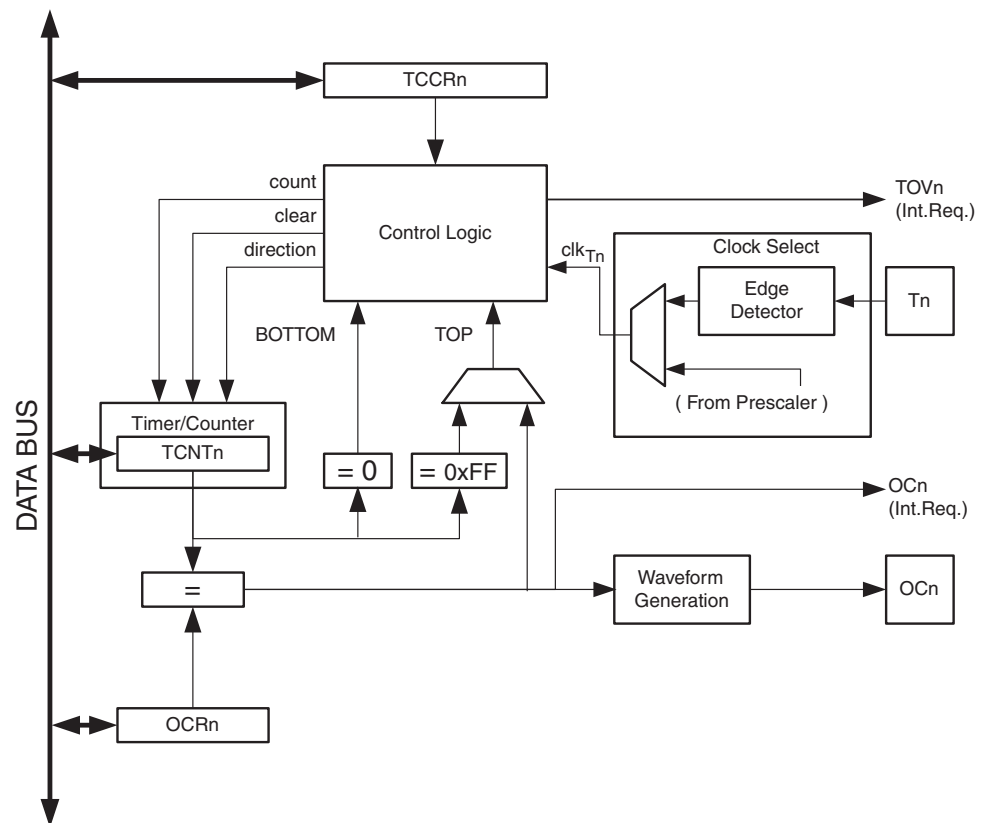 TCCRn
count
clear
direction
Control Logic
TOVn
(Int.Req.)
clkTn
Clock Select
Edge
Detector
Tn
( From Prescaler )
BOTTOM
TOP
Timer/Counter
TCNTn
= 0
= 0xFF
OCn
(Int.Req.)
=
Waveform
Generation
OCn
OCRn
DATA BUS